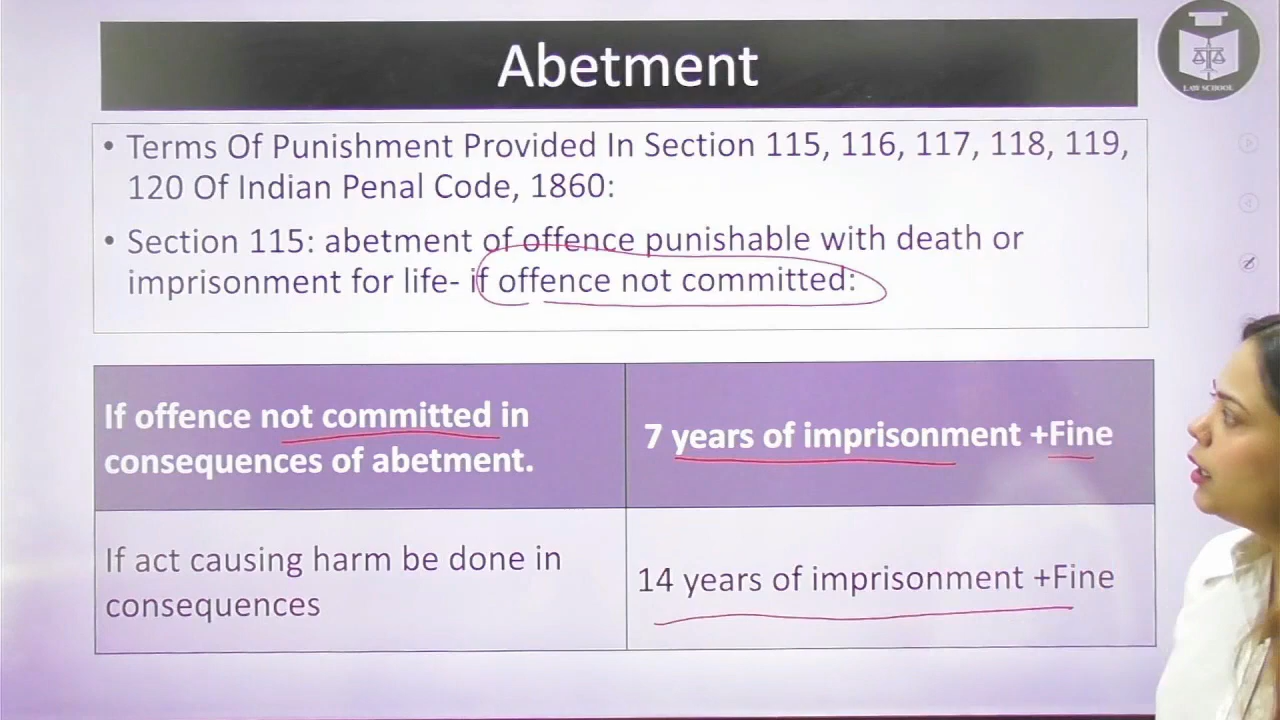 Abetment
LAW SCHOOL
• Terms Of Punishment Provided In Section 115, 116, 117, 118, 119,
120 Of Indian Penal Code, 1860:
• Section 115: abetment of offence punishable with death or
imprisonment for life- if offence not committed:
If offence not committed in
consequences of abetment.
7 years of imprisonment +Fine
If act causing harm be done in
consequences
14 years of imprisonment +Fine